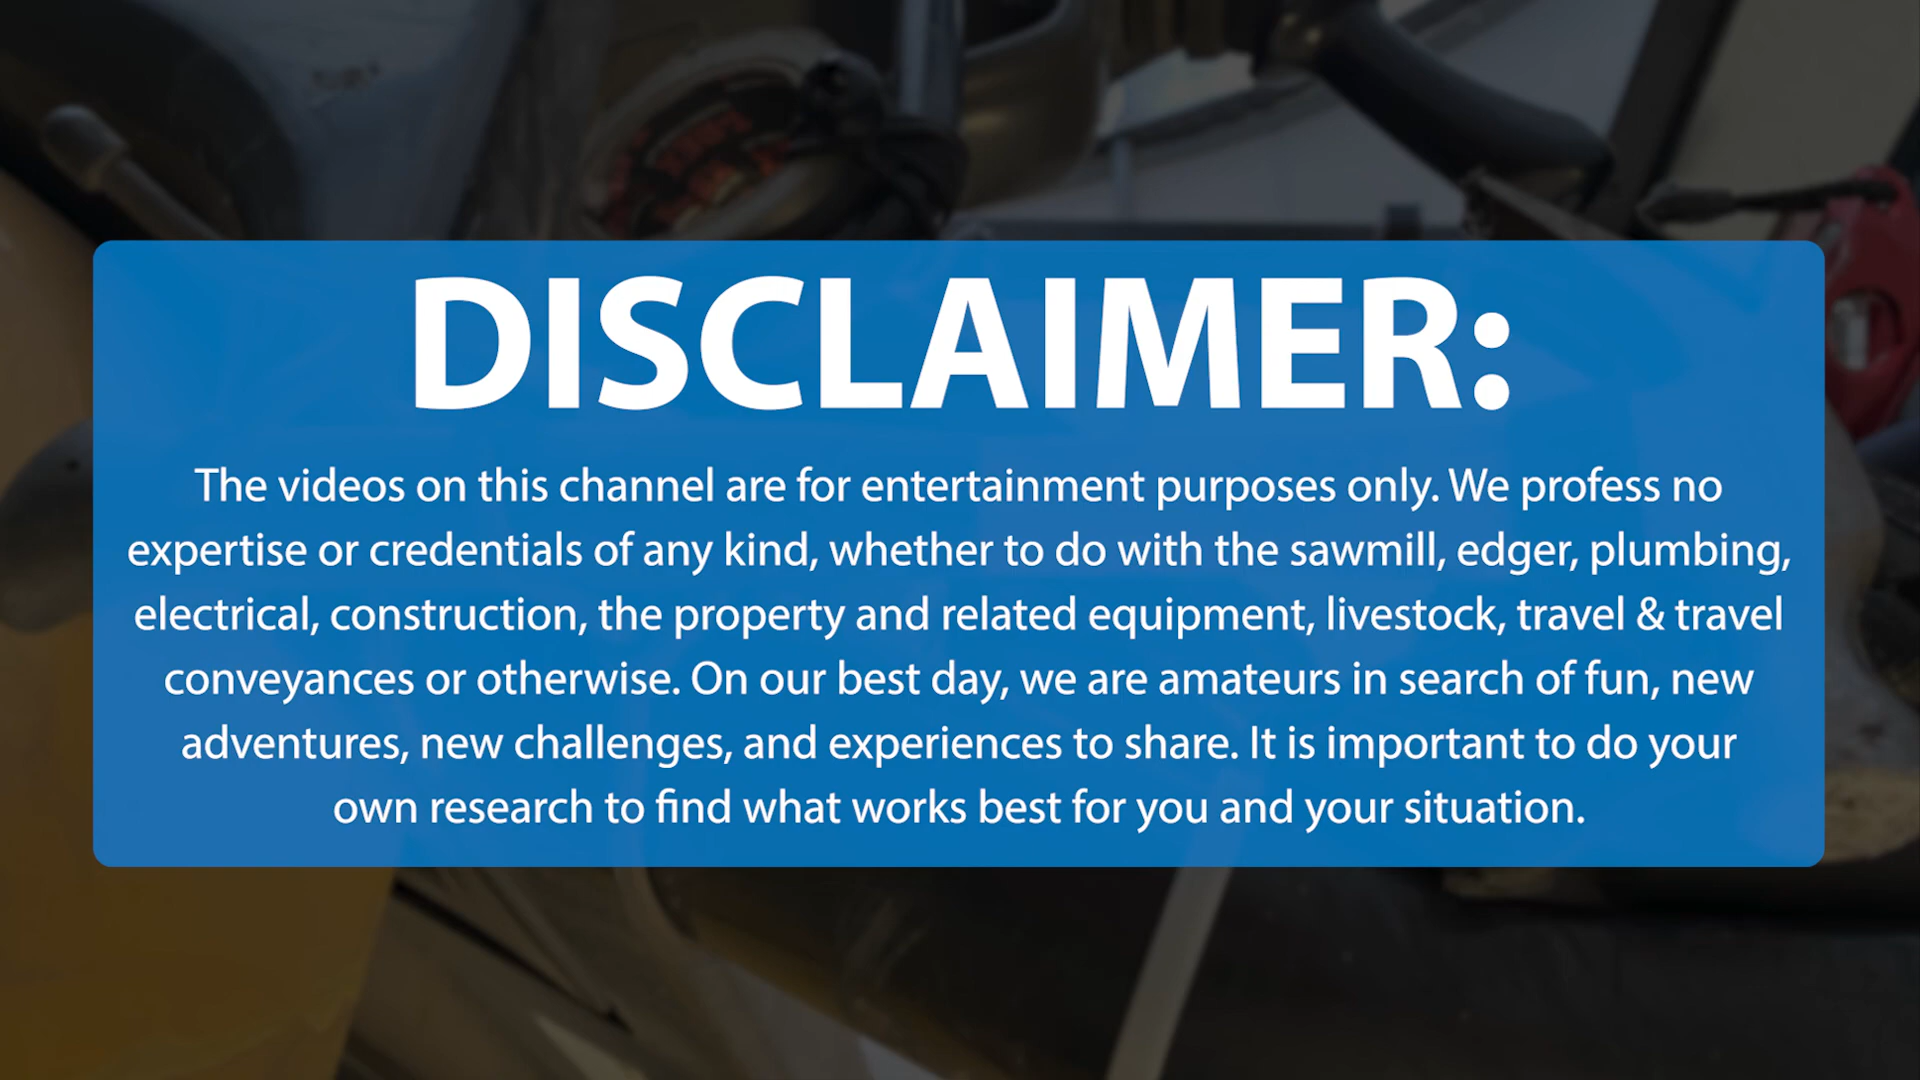 DISCLAIMER:
The videos on this channel are for entertainment purposes only. We profess no
expertise or credentials of any kind, whether to do with the sawmill, edger, plumbing,
electrical, construction, the property and related equipment, livestock, travel & travel
conveyances or otherwise. On our best day, we are amateurs in search of fun, new
adventures, new challenges, and experiences to share. It is important to do your
own research to find what works best for you and your situation.